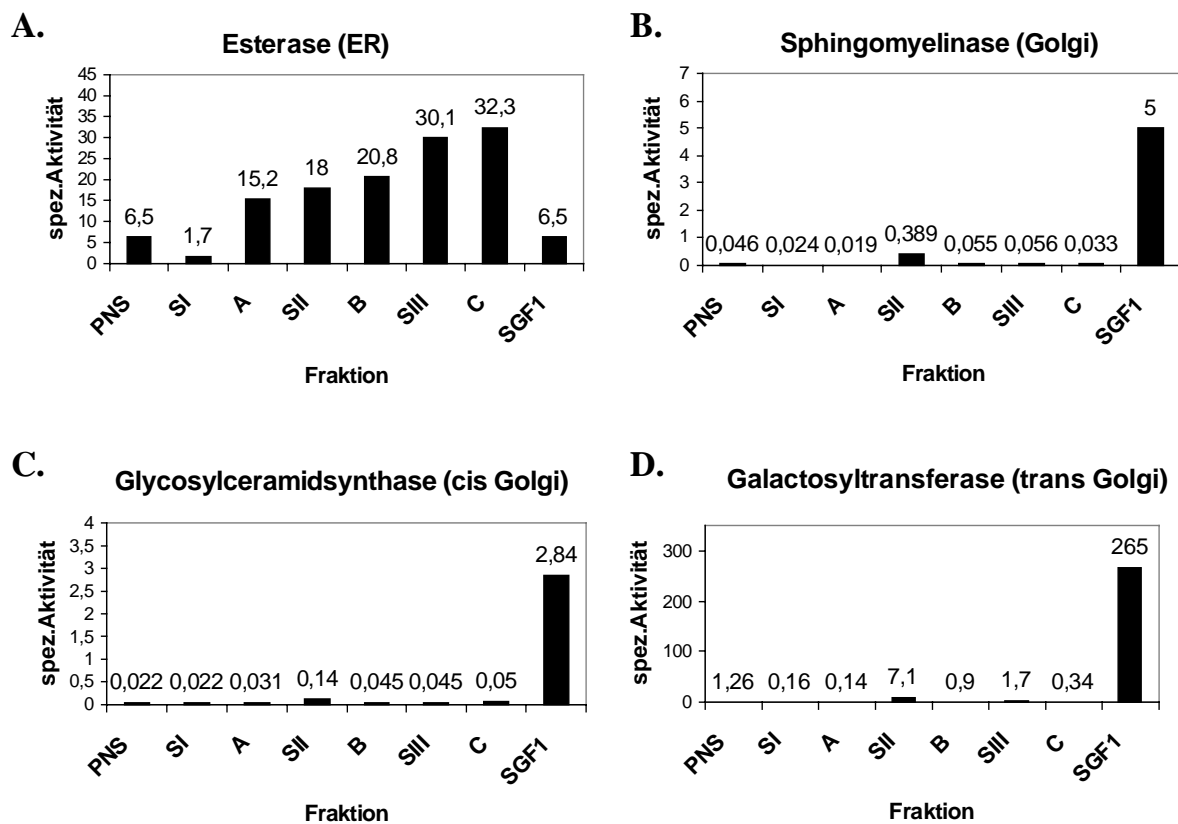 A.
Esterase (ER)
spez.Aktivität
45
40
35
30
25
20
15
10
5
0
6,5
1,7
15,2
18
20,8
30,1
32,3
6,5
PNS
SI
A
SII
B
SIII
C
SGF1
Fraktion
B.
Sphingomyelinase (Golgi)
spez.Aktivität
7
6
5
4
3
2
1
0
0,046
0,024
0,019
0,389
0,055
0,056
0,033
5
PNS
SI
A
SII
B
SIII
C
SGF1
Fraktion
C.
Glycosylceramidsynthase (cis Golgi)
spez.Aktivität
4
3,5
3
2,5
2
1,5
1
0,5
0
0,022
0,022
0,031
0,14
0,045
0,045
0,05
2,84
PNS
SI
A
SII
B
SIII
C
SGF1
Fraktion
D.
Galactosyltransferase (trans Golgi)
spez.Aktivität
300
200
100
0
1,26
0,16
0,14
7,1
0,9
1,7
0,34
265
PNS
SI
A
SII
B
SIII
C
SGF1
Fraktion